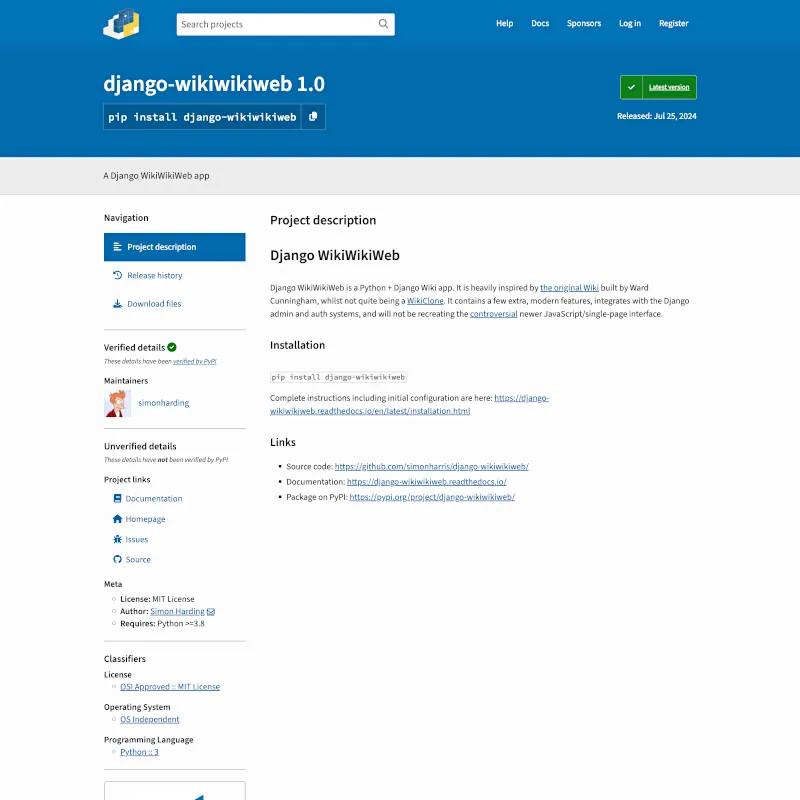 Search projects
Help
Docs
Sponsors
Log in
Register
django-wikiwikiweb 1.0
pip install django-wikiwikiweb
Latest version
Released: Jul 25, 2024
A Django WikiWikiWeb app
Navigation
Project description
Release history
Download files
Verified details
These details have been verified by PyPI
Maintainers
simonharding
Unverified details
These details have not been verified by PyPI
Project links
Documentation
Homepage
Issues
Source
Meta
License: MIT License
Author: Simon Harding
Requires: Python >=3.8
Classifiers
License
OSI Approved :: MIT License
Operating System
OS Independent
Programming Language
Python :: 3
Project description
Django WikiWikiWeb
Django WikiWikiWeb is a Python + Django Wiki app. It is heavily inspired by the original Wiki built by Ward
Cunningham, whilst not quite being a WikiClone. It contains a few extra, modern features, integrates with the Django
admin and auth systems, and will not be recreating the controversial newer JavaScript/single-page interface.
Installation
pip install django-wikiwikiweb
Complete instructions including initial configuration are here: https://django-
wikiwikiweb.readthedocs.io/en/latest/installation.html
Links
Source code: https://github.com/simonharris/django-wikiwikiweb/
Documentation: https://django-wikiwikiweb.readthedocs.io/
Package on PyPI: https://pypi.org/project/django-wikiwikiweb/